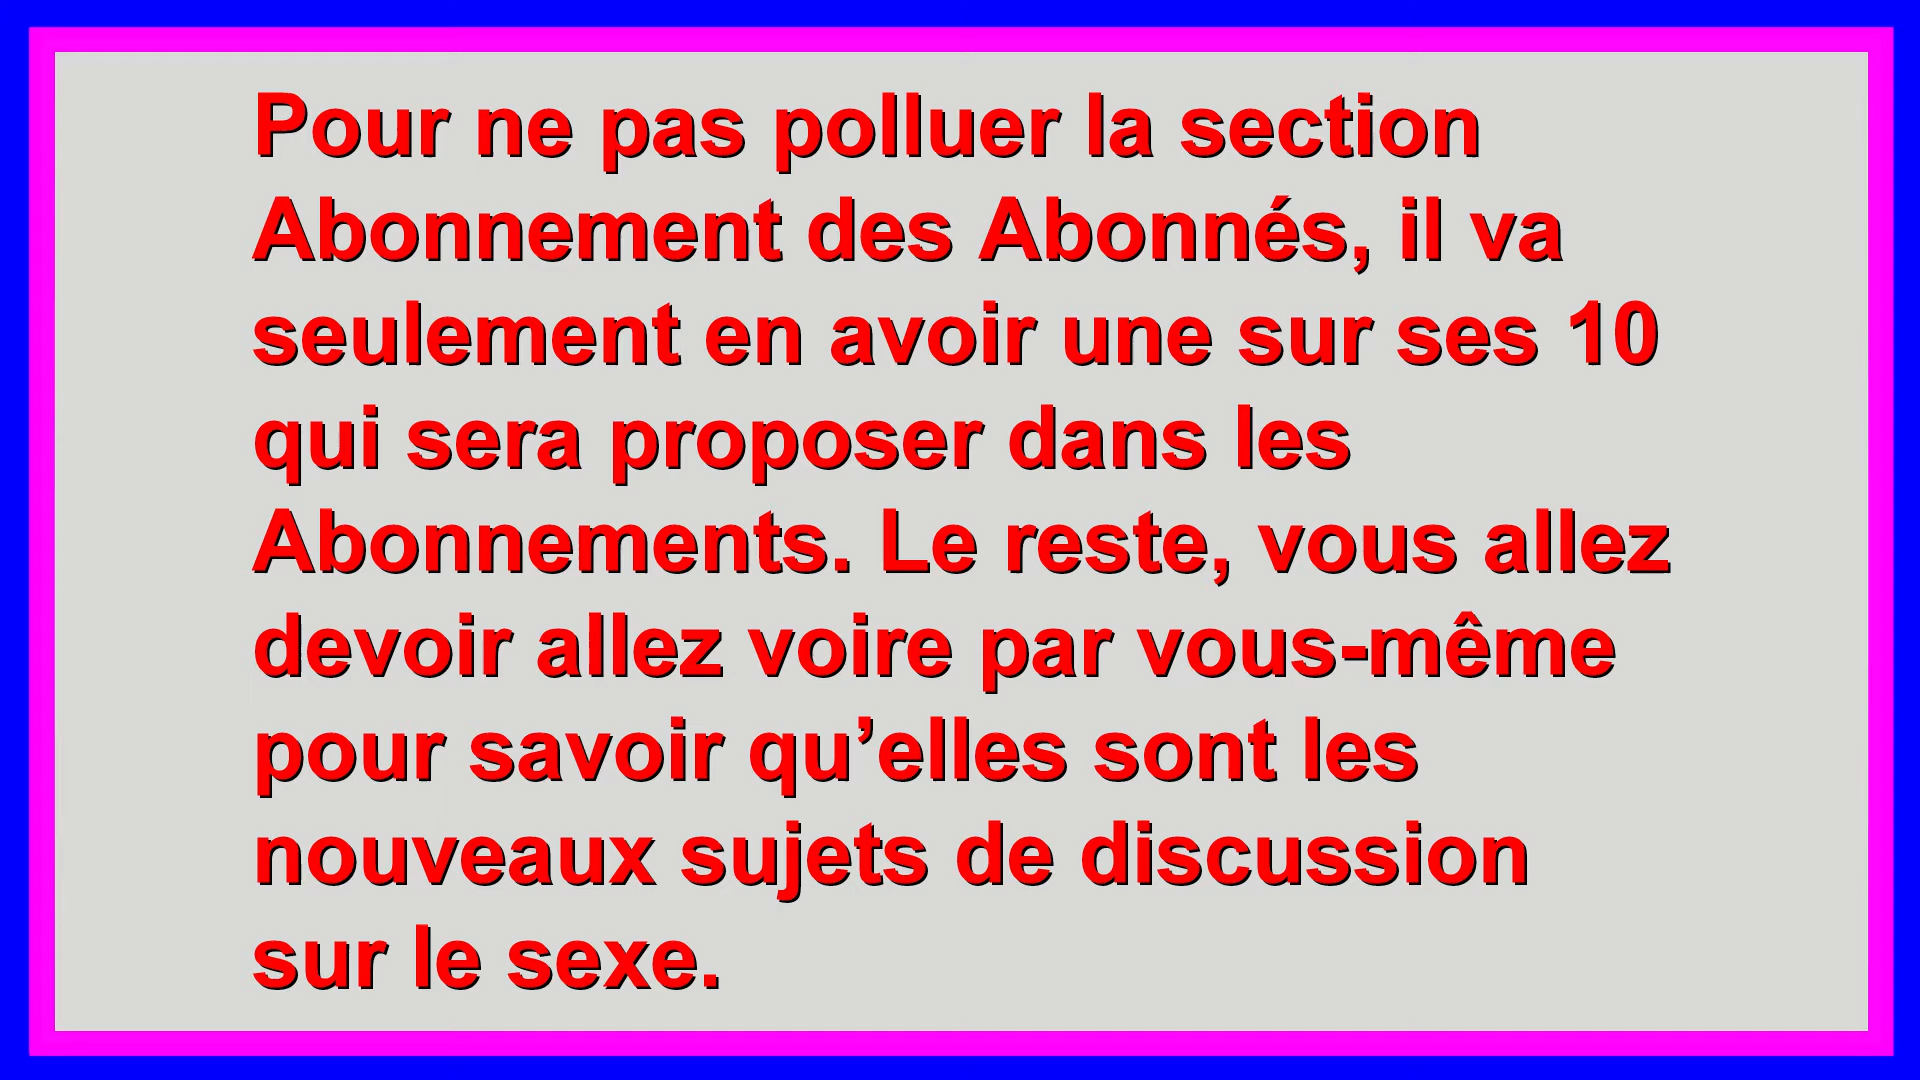 Pour ne pas polluer la section
Abonnement des Abonnés, il va
seulement en avoir une sur ses 10
qui sera proposer dans les
Abonnements. Le reste, vous allez
devoir allez voire par vous-même
pour savoir qu’elles sont les
nouveaux sujets de discussion
sur le sexe.